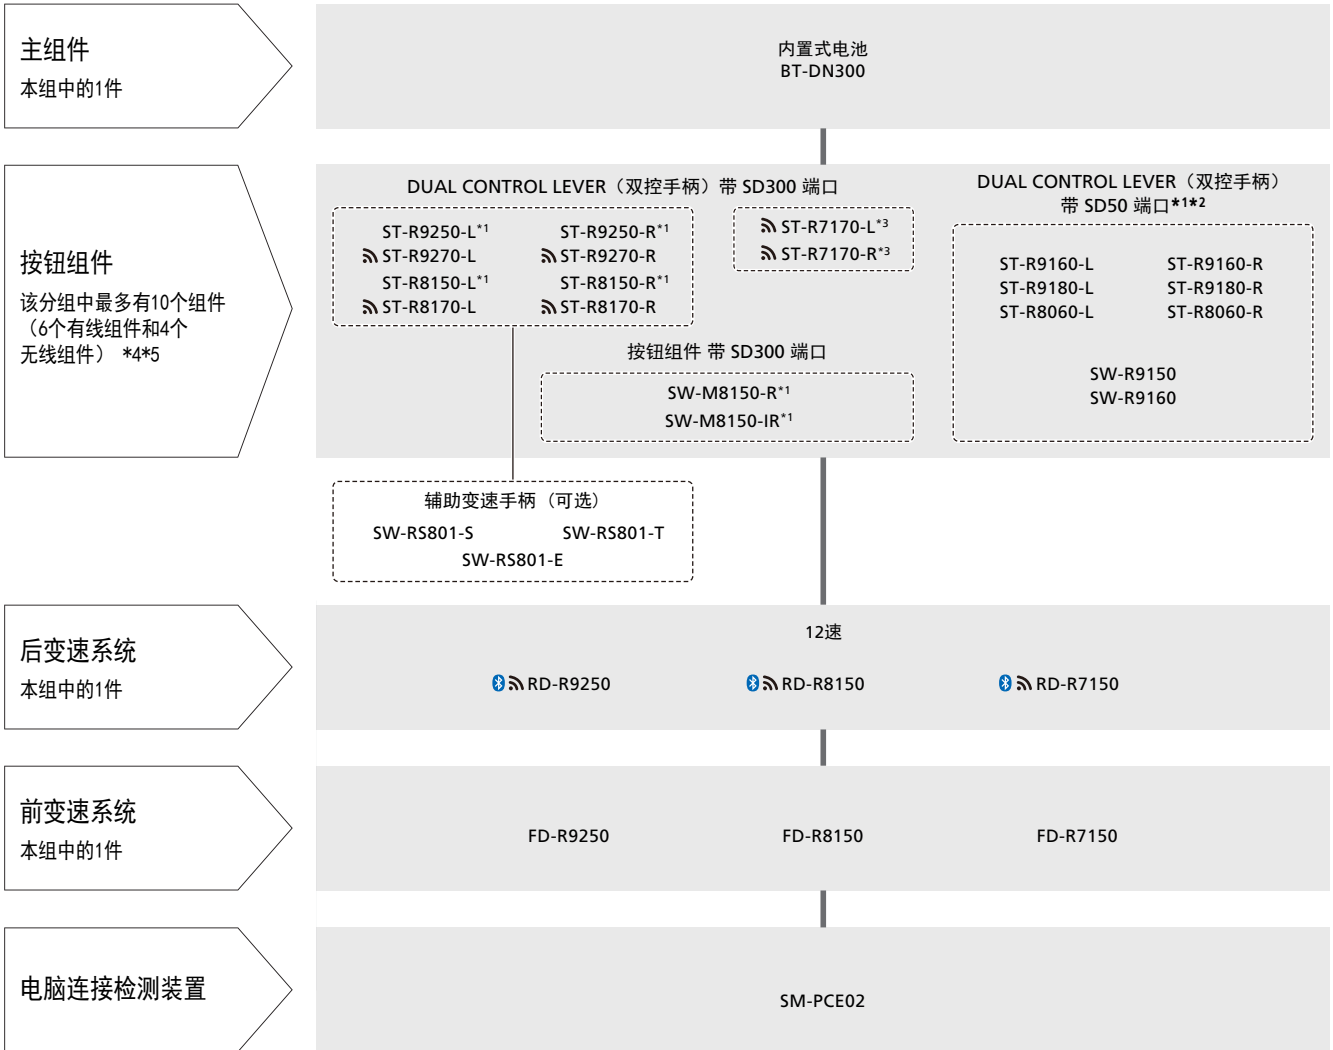 主组件
本组中的1件
内置式电池
BT-DN300
按钮组件
该分组中最多有10个组件
（6个有线组件和4个
无线组件） *4*5
DUAL CONTROL LEVER（双控手柄）带 SD300 端口
ST-R9250-L*1 ST-R9250-R*1
ST-R9270-L ST-R9270-R
ST-R8150-L*1 ST-R8150-R*1
ST-R8170-L ST-R8170-R
ST-R7170-L*3
ST-R7170-R*3
按钮组件 带 SD300 端口
SW-M8150-R*1
SW-M8150-IR*1
DUAL CONTROL LEVER（双控手柄）
带 SD50 端口*1*2
ST-R9160-L ST-R9160-R
ST-R9180-L ST-R9180-R
ST-R8060-L ST-R8060-R
SW-R9150
SW-R9160
辅助变速手柄（可选）
SW-RS801-S SW-RS801-T
SW-RS801-E
后变速系统
本组中的1件
12速
RD-R9250 RD-R8150 RD-R7150
前变速系统
本组中的1件
FD-R9250 FD-R8150 FD-R7150
电脑连接检测装置
SM-PCE02